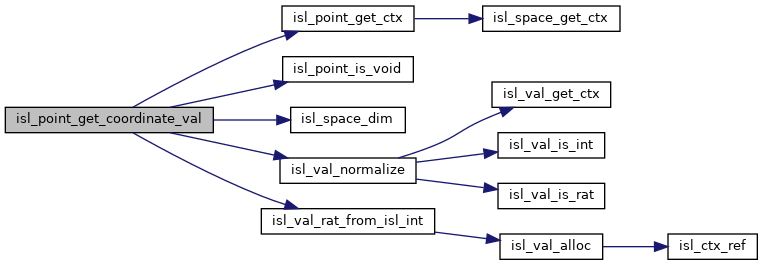 isl_point_get_ctx
isl_space_get_ctx
isl_point_is_void
isl_val_get_ctx
isl_point_get_coordinate_val
isl_space_dim
isl_val_is_int
isl_val_normalize
isl_val_is_rat
isl_val_rat_from_isl_int
isl_val_alloc
isl_ctx_ref